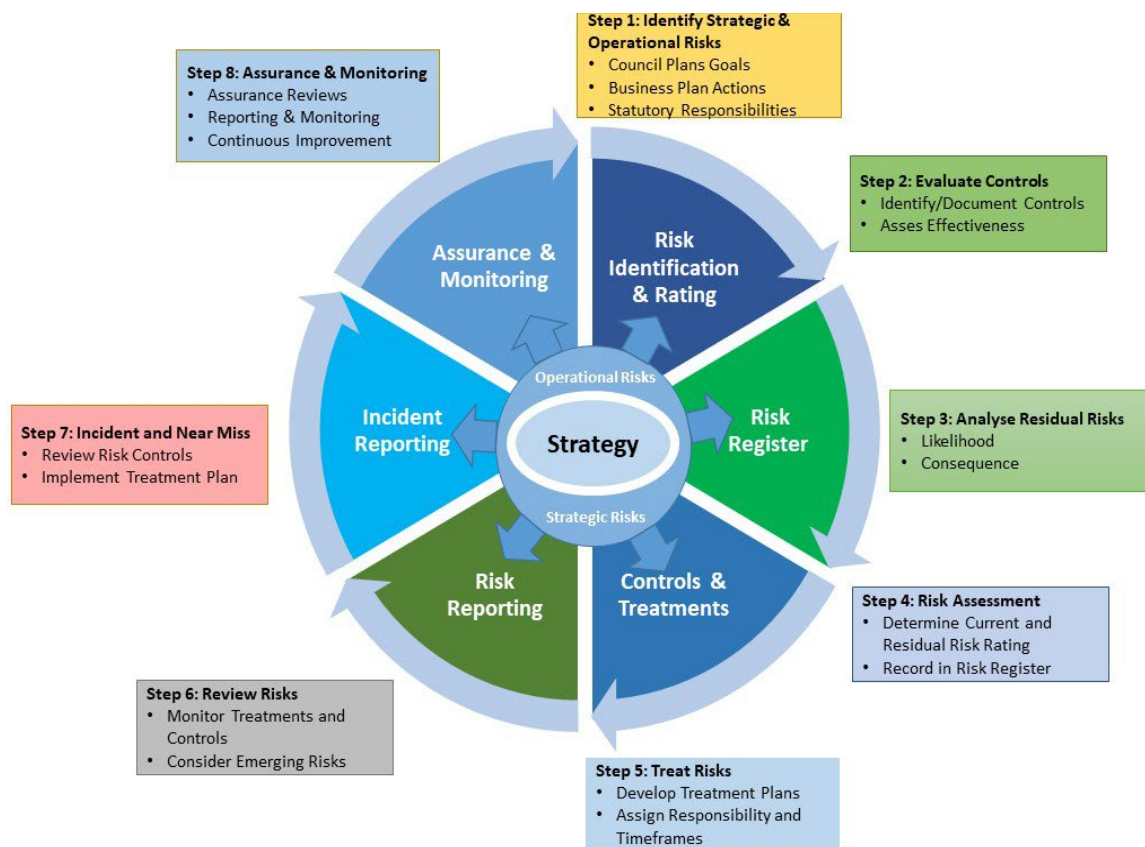 Step 1: Identify Strategic &
Operational Risks
• Council Plans Goals
• Business Plan Actions
• Statutory Responsibilities
Step 8: Assurance & Monitoring
• Assurance Reviews
• Reporting & Monitoring
• Continuous Improvement
Step 2: Evaluate Controls
• Identify/Document Controls
• Asses Effectiveness
Assurance &
Monitoring
Risk
Identification
& Rating
Operational Risks
Strategy
Strategic Risks
Incident
Reporting
Risk
Register
Step 7: Incident and Near Miss
• Review Risk Controls
• Implement Treatment Plan
Step 3: Analyse Residual Risks
• Likelihood
• Consequence
Risk
Reporting
Controls &
Treatments
Step 4: Risk Assessment
• Determine Current and
Residual Risk Rating
• Record in Risk Register
Step 6: Review Risks
• Monitor Treatments and
Controls
• Consider Emerging Risks
Step 5: Treat Risks
• Develop Treatment Plans
• Assign Responsibility and
Timeframes